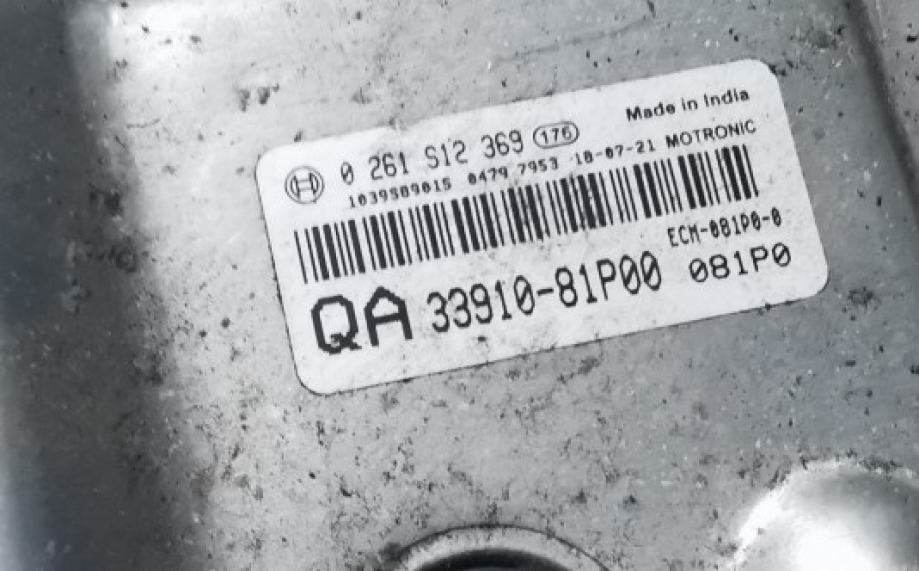 Made in India
0 261 S12 369 176
1039S09015 0479 7953 18-07-21 MOTRONIC
ECM-081P0-0
QA 33910-81P00 081P0